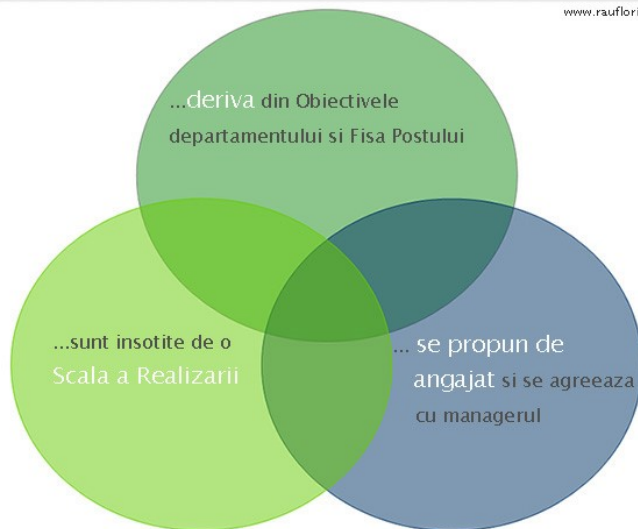 www.rauflori
...deriva din Obiectivele
departamentului si Fisa Postului
...sunt insotite de o
Scala a Realizarii
... se propun de
angajat si se agreeaza
cu managerul